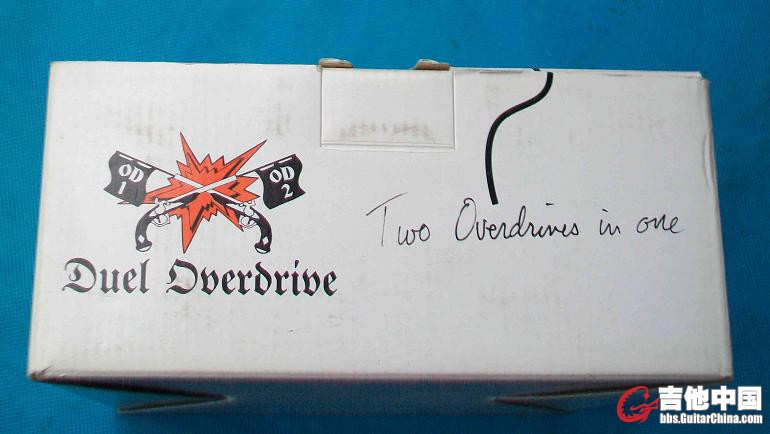 OD
1
OD
2
Duel Overdrive
Two Overdrives in one
吉他中国
bbs.GuitarChina.com